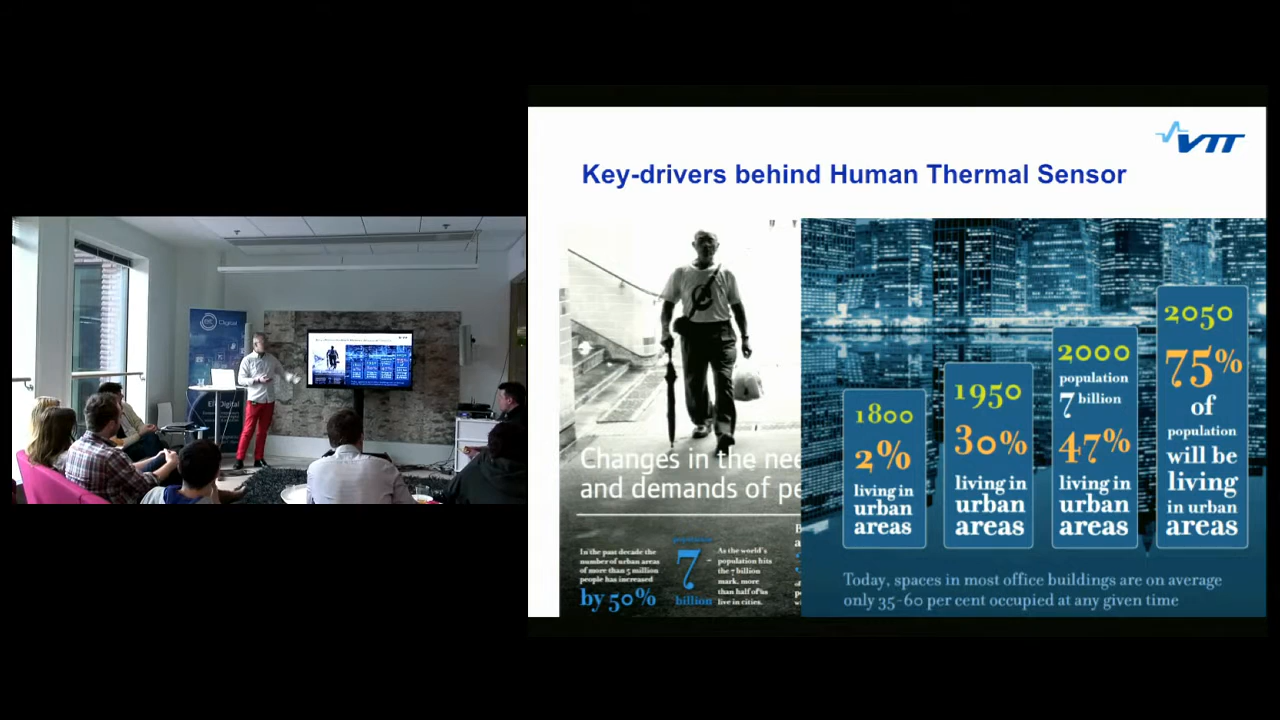 VTT
Key-drivers behind Human Thermal Sensor
Digital
Changes in the nee
and demands of pe
In the past decade the
number of urban areas
of more than 5 million
people has increased
by 50%
7
billion
As the world's
population hits
the 7 billion
mark, more
than half of us
live in cities.
1800
2%
living in
urban
areas
1950
30%
living in
urban
areas
2000
population
7 billion
47%
living in
urban
areas
2050
75%
of
population
will be
living
in urban
areas
Today, spaces in most office buildings are on average
only 35-60 per cent occupied at any given time